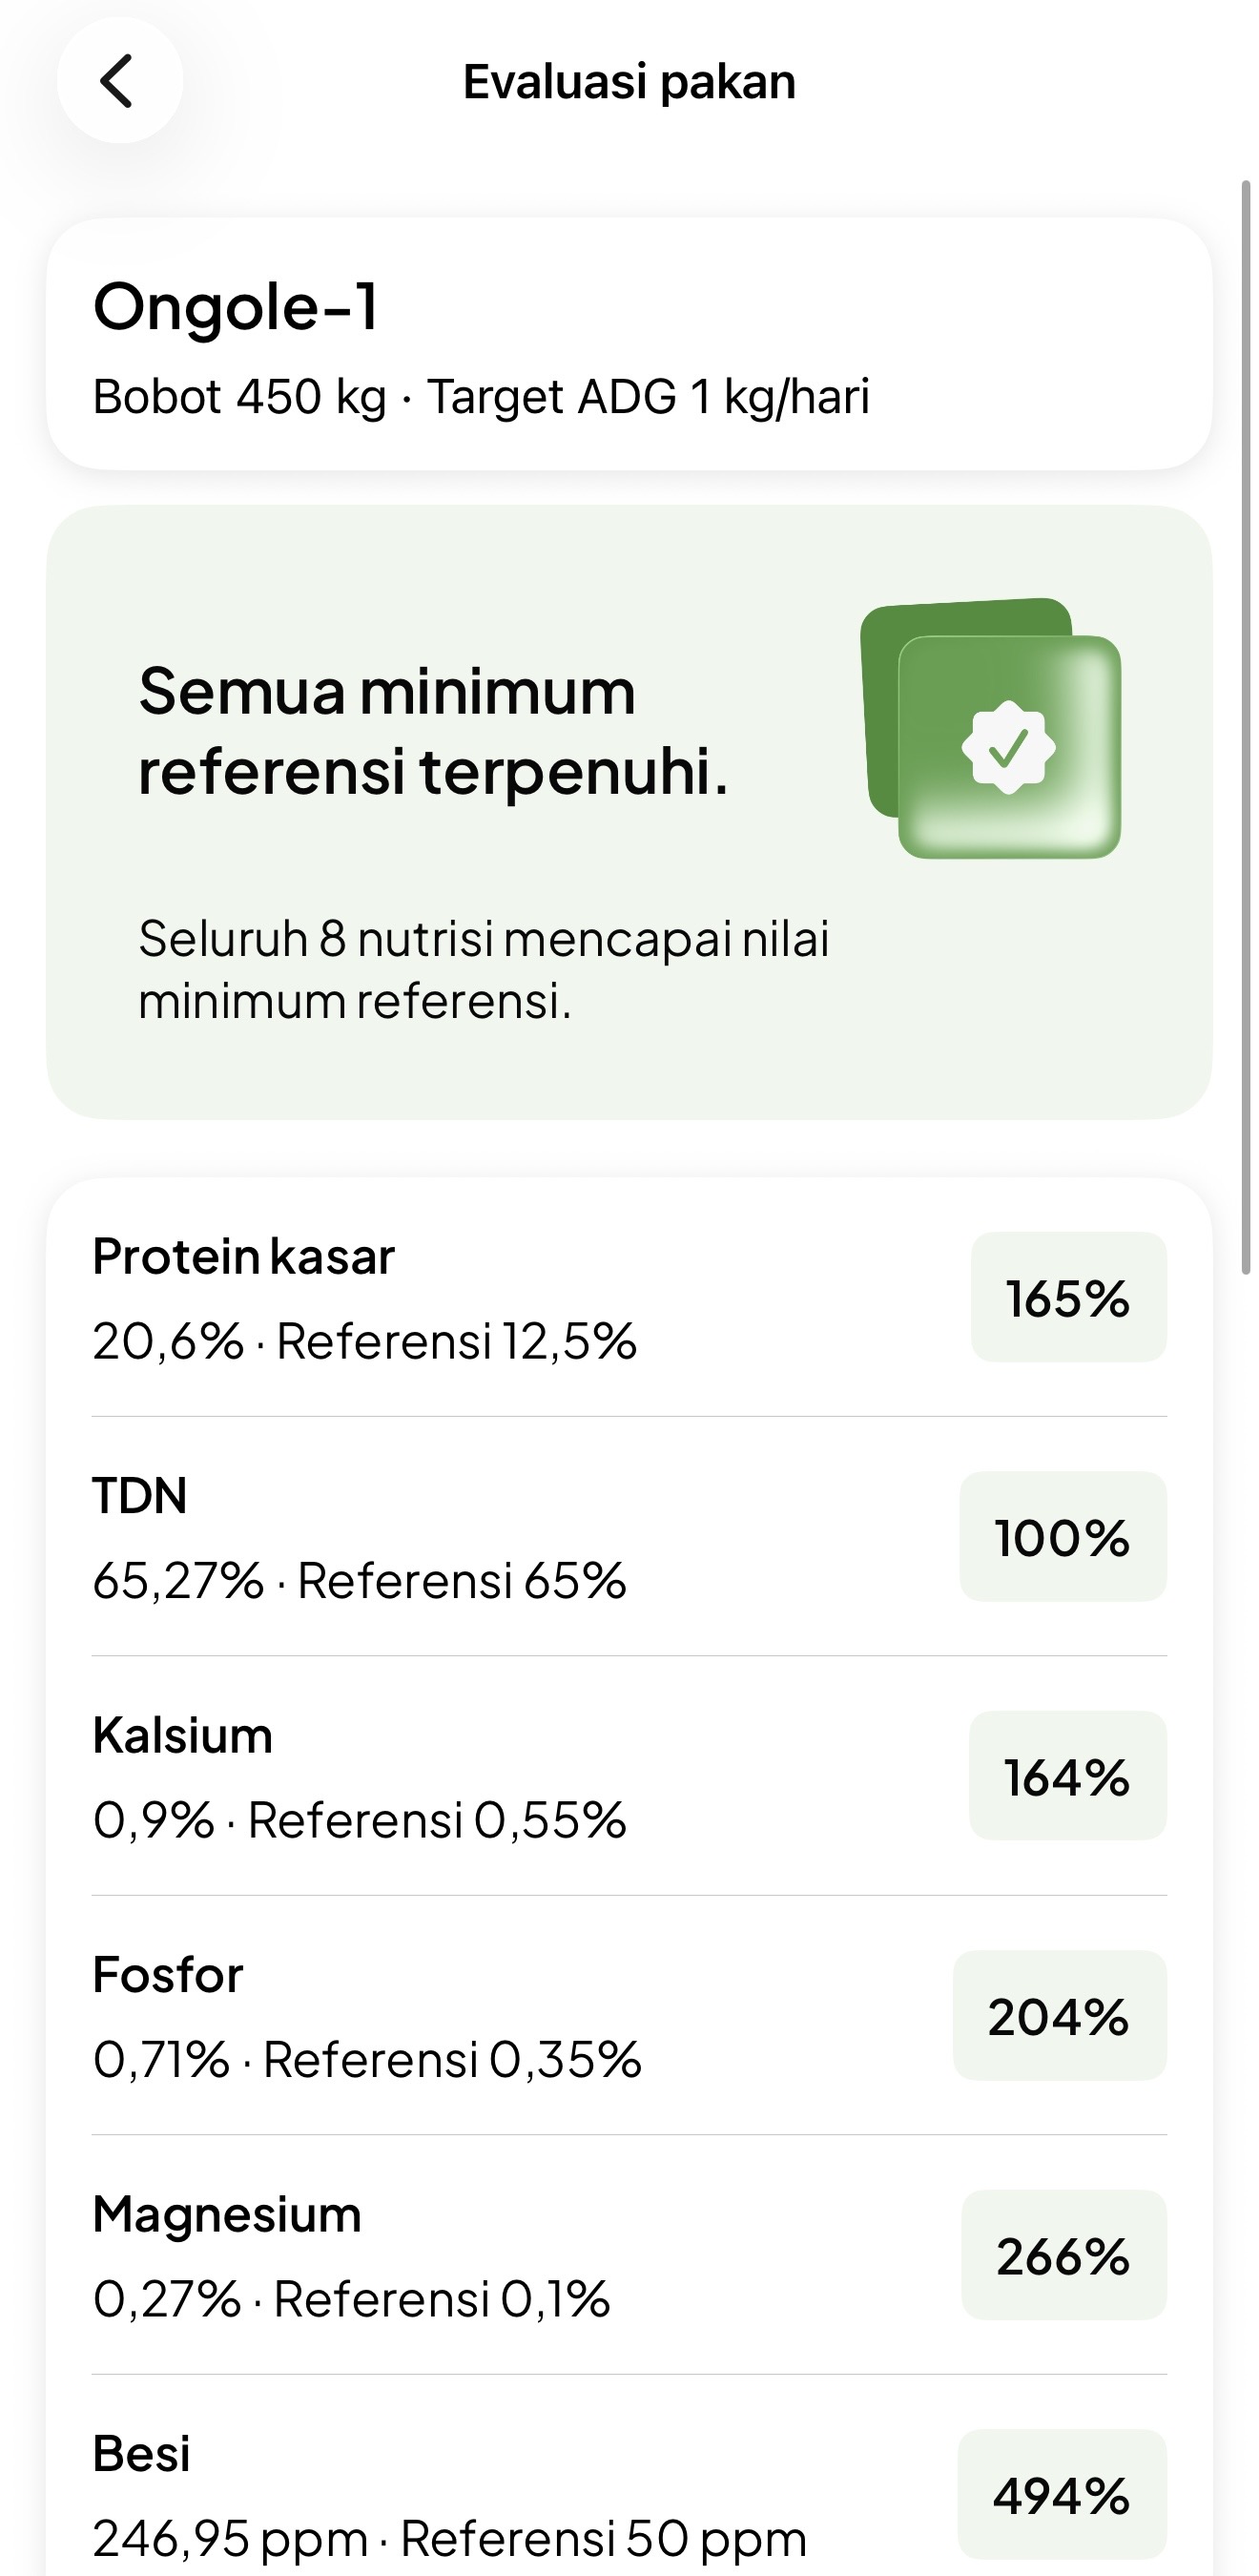 Evaluasi pakan
Ongole-1
Bobot 450 kg · Target ADG 1 kg/hari
Semua minimum
referensi terpenuhi.
Seluruh 8 nutrisi mencapai nilai
minimum referensi.
Protein kasar
20,6% · Referensi 12,5%
165%
TDN
65,27% · Referensi 65%
100%
Kalsium
0,9% · Referensi 0,55%
164%
Fosfor
0,71% · Referensi 0,35%
204%
Magnesium
0,27% · Referensi 0,1%
266%
Besi
246,95 ppm · Referensi 50 ppm
494%